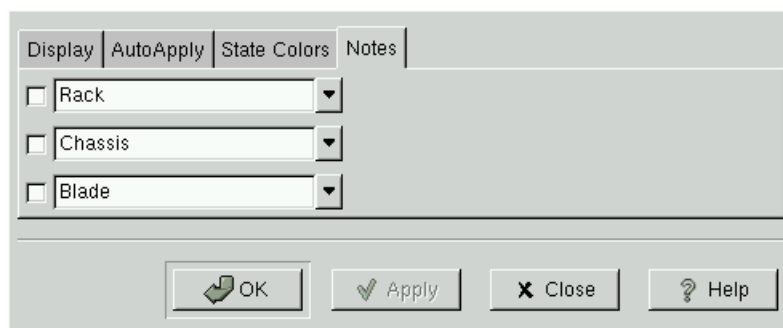 Display AutoApply State Colors Notes
Rack
Chassis
Blade
OK Apply Close Help